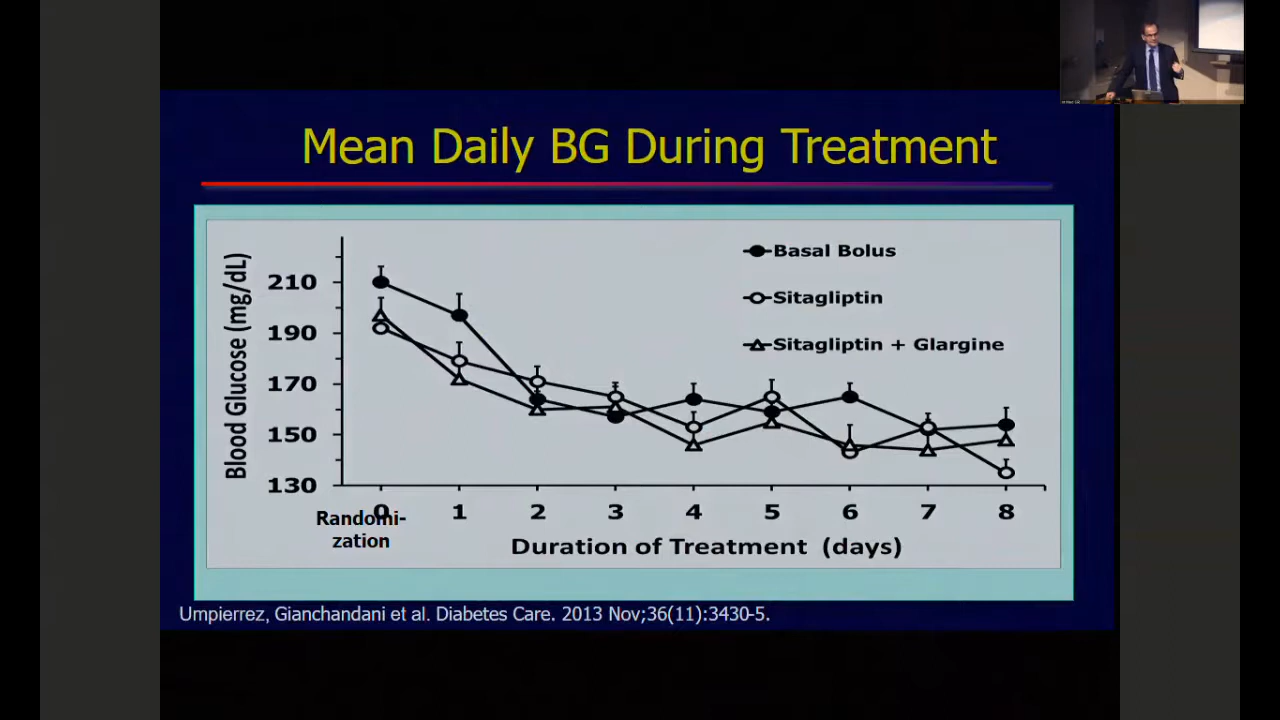 Mean Daily BG During Treatment
Blood Glucose (mg/dL)
210
190
170
150
130
Basal Bolus
Sitagliptin
Sitagliptin + Glargine
0 1 2 3 4 5 6 7 8
Randomi-
zation
Duration of Treatment (days)
Umpierrez, Gianchandani et al. Diabetes Care. 2013 Nov;36(11):3430-5.